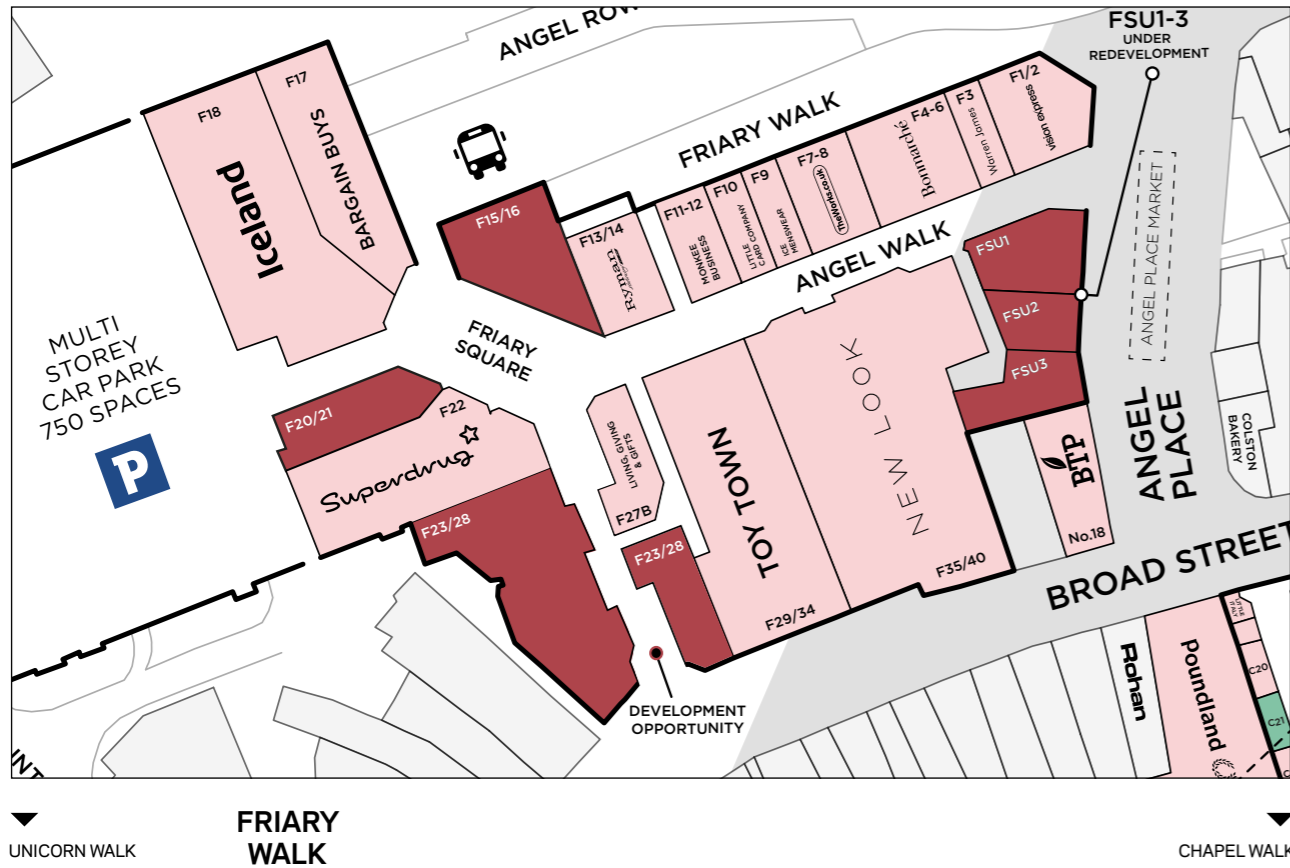 ANGEL ROW
FSU1-3
UNDER
REDEVELOPMENT
F17
F18
Iceland
BARGAIN BUYS
FRIARY WALK
F1/2
vision express
F3
Warren James
F4-6
Bonmarché
F7-8
TheWorks.co.uk
F9
ICE
MENSWEAR
F10
LITTLE
CARD COMPANY
F11-12
MONKEE
BUSINESS
F13/14
Ryman
F15/16
ANGEL WALK
ANGEL PLACE MARKET
FSU1
FSU2
FSU3
FRIARY
SQUARE
MULTI
STOREY
CAR PARK
750 SPACES
P
F20/21
F22
Superdrug
F23/28
LIVING, GIVING
& GIFTS
F27B
F23/28
TOY TOWN
F29/34
NEW LOOK
F35/40
BTP
No.18
ANGEL
PLACE
COLSTON
BAKERY
BROAD STREET
DEVELOPMENT
OPPORTUNITY
Rohan
poundland
LITTLE
ITALY
C20
C21
UNICORN WALK
FRIARY
WALK
CHAPEL WALK